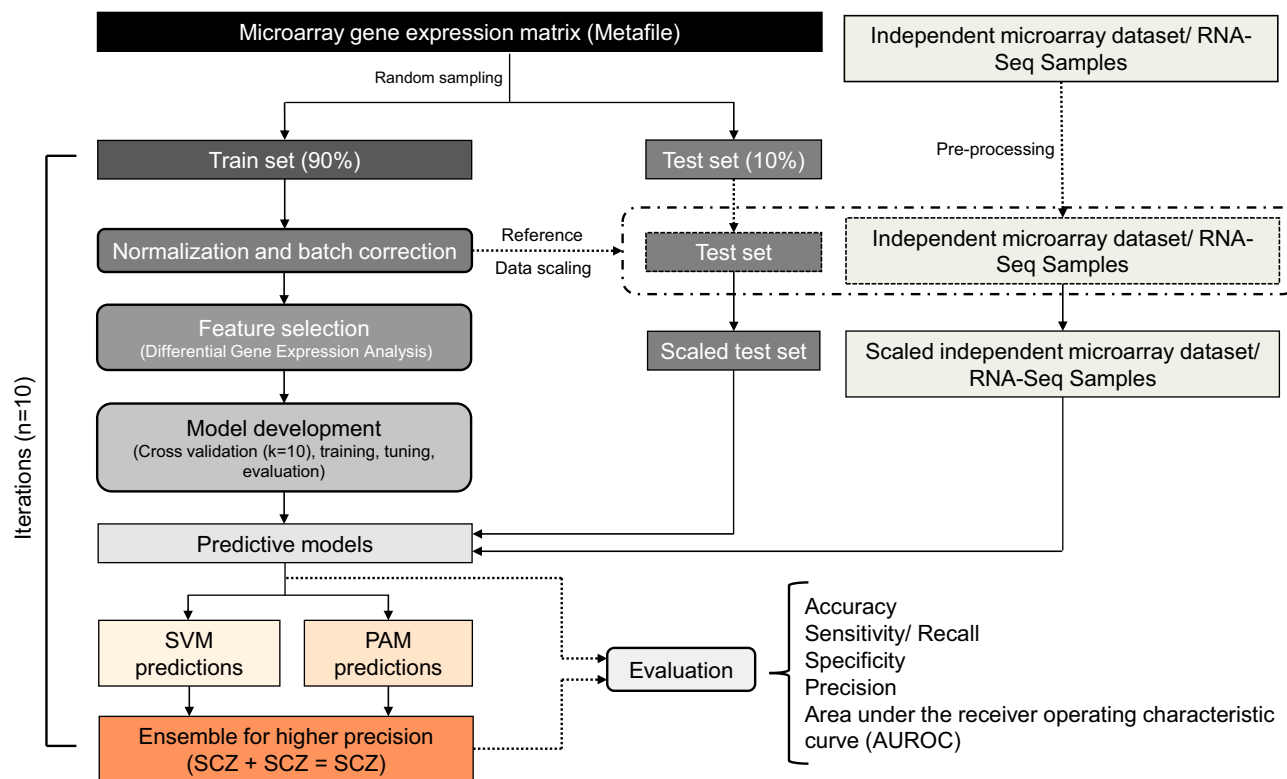 Microarray gene expression matrix (Metafile)
Independent microarray dataset/ RNA-
Seq Samples
Random sampling
Train set (90%)
Test set (10%)
Pre-processing
Normalization and batch correction
Reference
Data scaling
Test set
Independent microarray dataset/ RNA-
Seq Samples
Feature selection
(Differential Gene Expression Analysis)
Scaled test set
Scaled independent microarray dataset/
RNA-Seq Samples
Iterations (n=10)
Model development
(Cross validation (k=10), training, tuning,
evaluation)
Predictive models
SVM
predictions
PAM
predictions
Evaluation
Accuracy
Sensitivity/ Recall
Specificity
Precision
Area under the receiver operating characteristic
curve (AUROC)
Ensemble for higher precision
(SCZ + SCZ = SCZ)